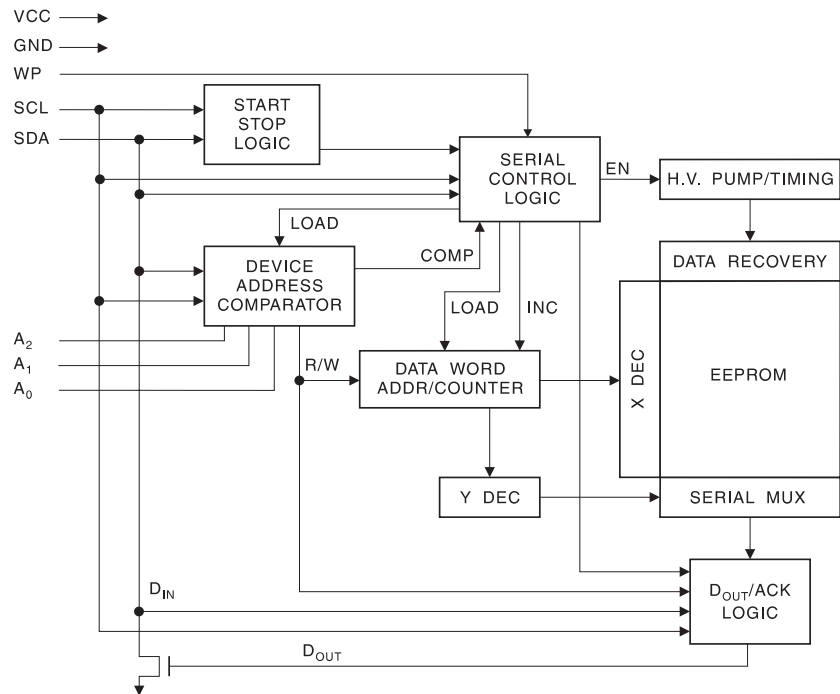 VCC
GND
WP
SCL
SDA
START
STOP
LOGIC
SERIAL
CONTROL
LOGIC
EN
H.V. PUMP/TIMING
LOAD
COMP
DEVICE
ADDRESS
COMPARATOR
DATA RECOVERY
LOAD
INC
A2
A1
A0
R/W
DATA WORD
ADDR/COUNTER
X DEC
EEPROM
Y DEC
SERIAL MUX
DIN
DOUT/ACK
LOGIC
DOUT